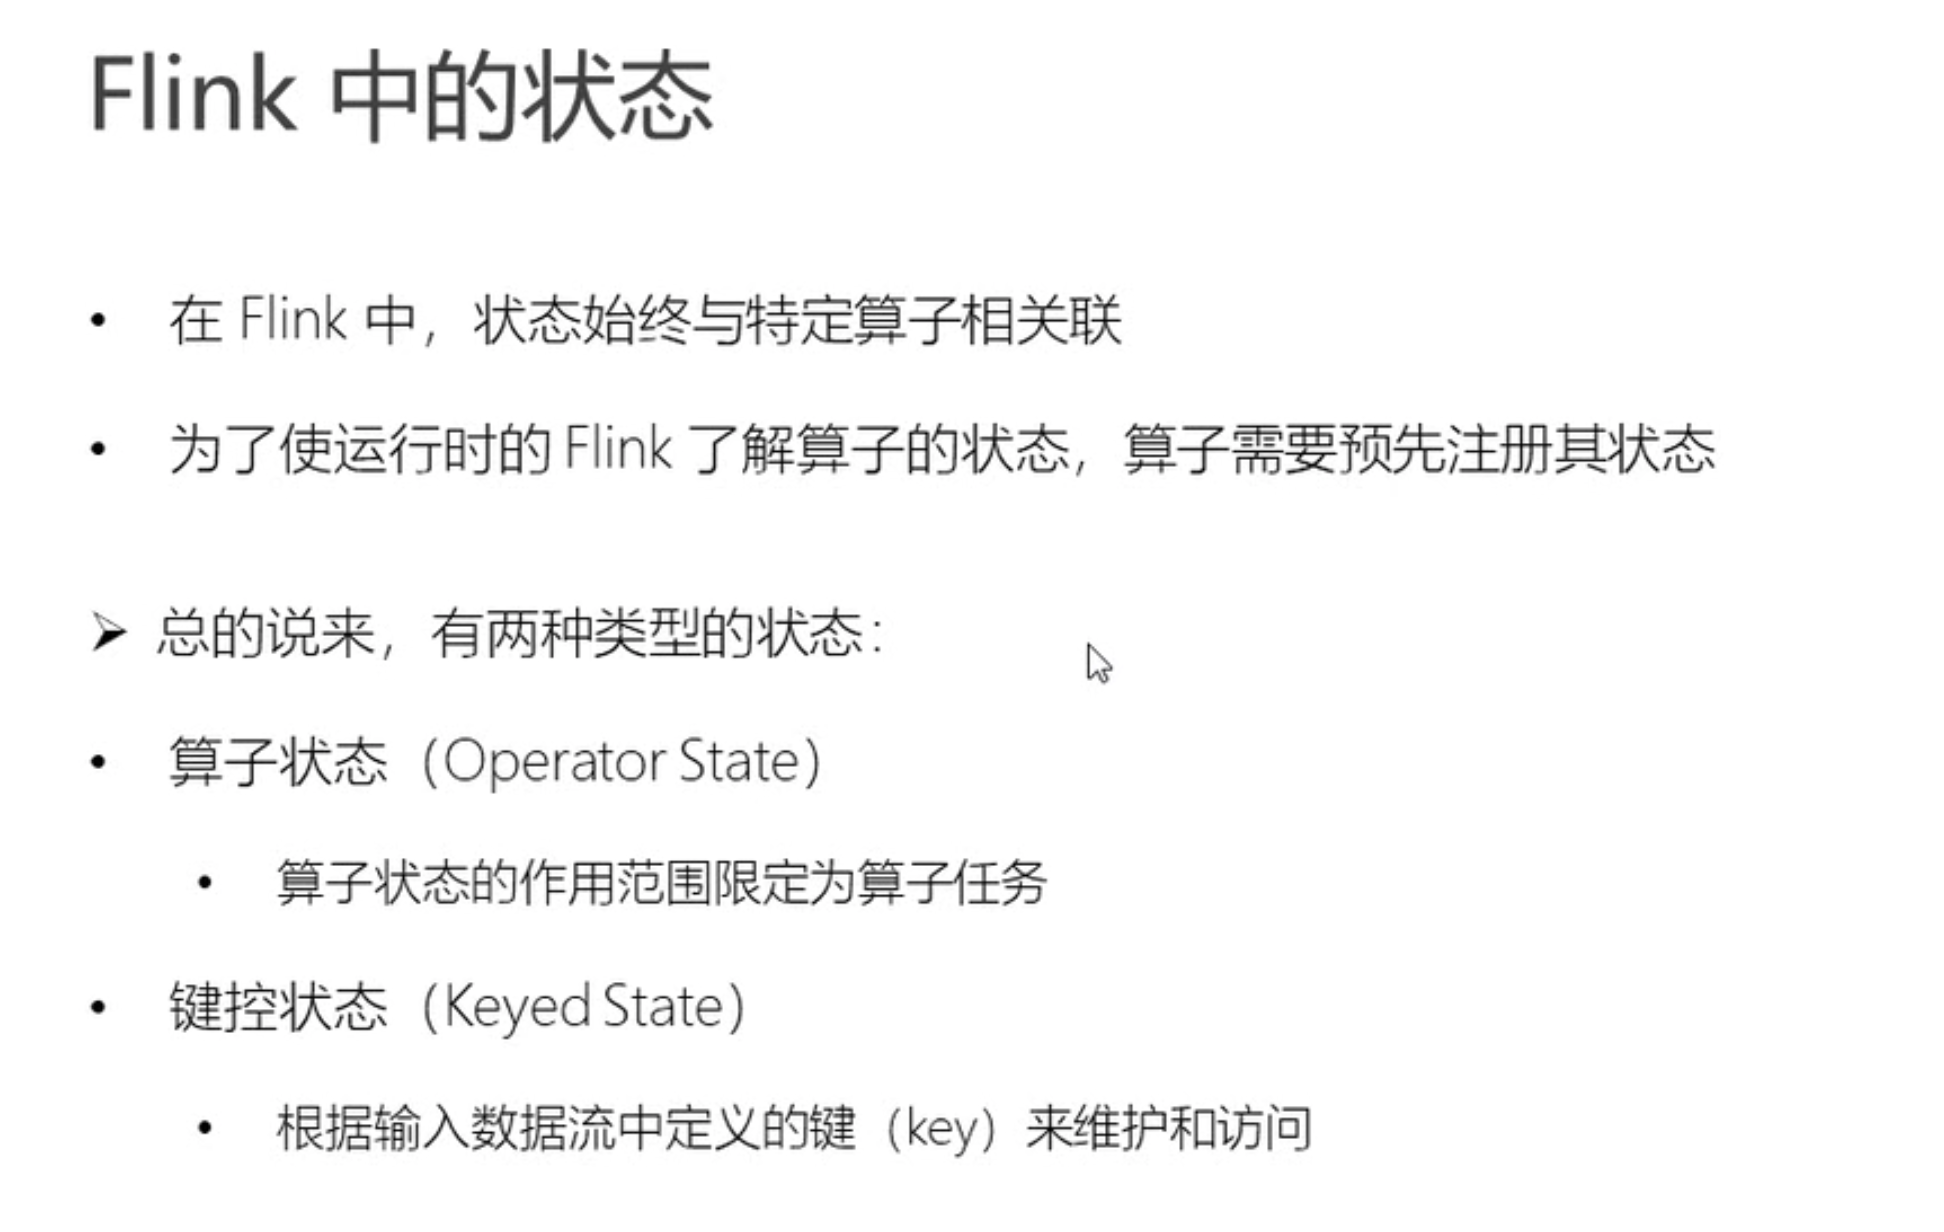 Flink 中的状态
• 在 Flink 中，状态始终与特定算子相关联
• 为了使运行时的 Flink 了解算子的状态，算子需要预先注册其状态
➢ 总的说来，有两种类型的状态：
• 算子状态（Operator State）
• 算子状态的作用范围限定为算子任务
• 键控状态（Keyed State）
• 根据输入数据流中定义的键（key）来维护和访问